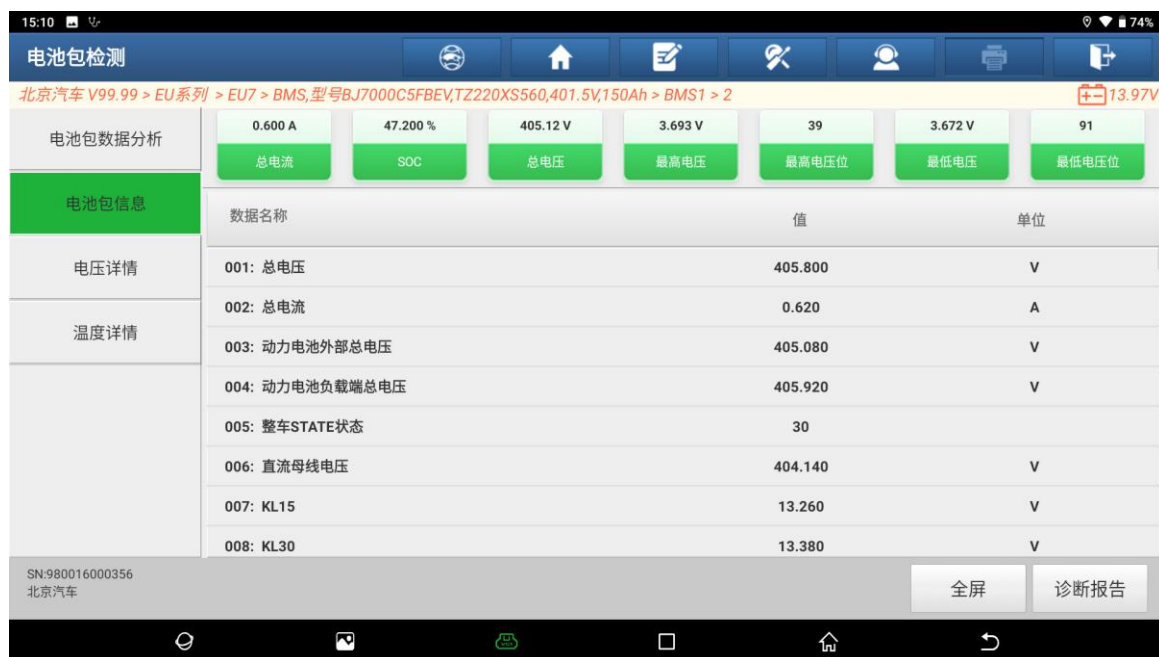 15:10 74%
电池包检测
北京汽车 V99.99 > EU系列 > EU7 > BMS,型号BJ7000C5FBEV,TZ220XS560,401.5V,150Ah > BMS1 > 2 13.97V
电池包数据分析
电池包信息
电压详情
温度详情
0.600 A 47.200 % 405.12 V 3.693 V 39 3.672 V 91
总电流 SOC 总电压 最高电压 最高电压位 最低电压 最低电压位
数据名称 值 单位
001: 总电压 405.800 V
002: 总电流 0.620 A
003: 动力电池外部总电压 405.080 V
004: 动力电池负载端总电压 405.920 V
005: 整车STATE状态 30
006: 直流母线电压 404.140 V
007: KL15 13.260 V
008: KL30 13.380 V
SN:980016000356
北京汽车
全屏 诊断报告